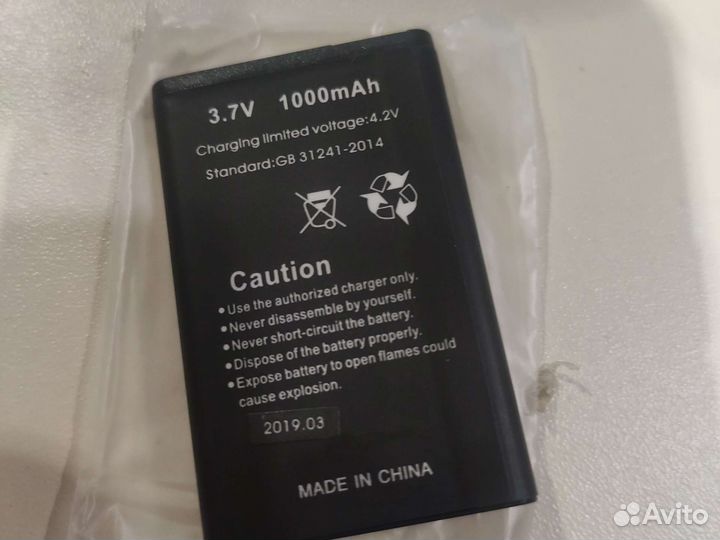 3.7V 1000mAh
Charging limited voltage:4.2V
Standard:GB 31241-2014
Caution
•Use the authorized charger only.
•Never disassemble by yourself.
•Never short-circuit the battery.
•Dispose of the battery properly.
•Expose battery to open flames could
cause explosion.
2019.03
MADE IN CHINA
Avito